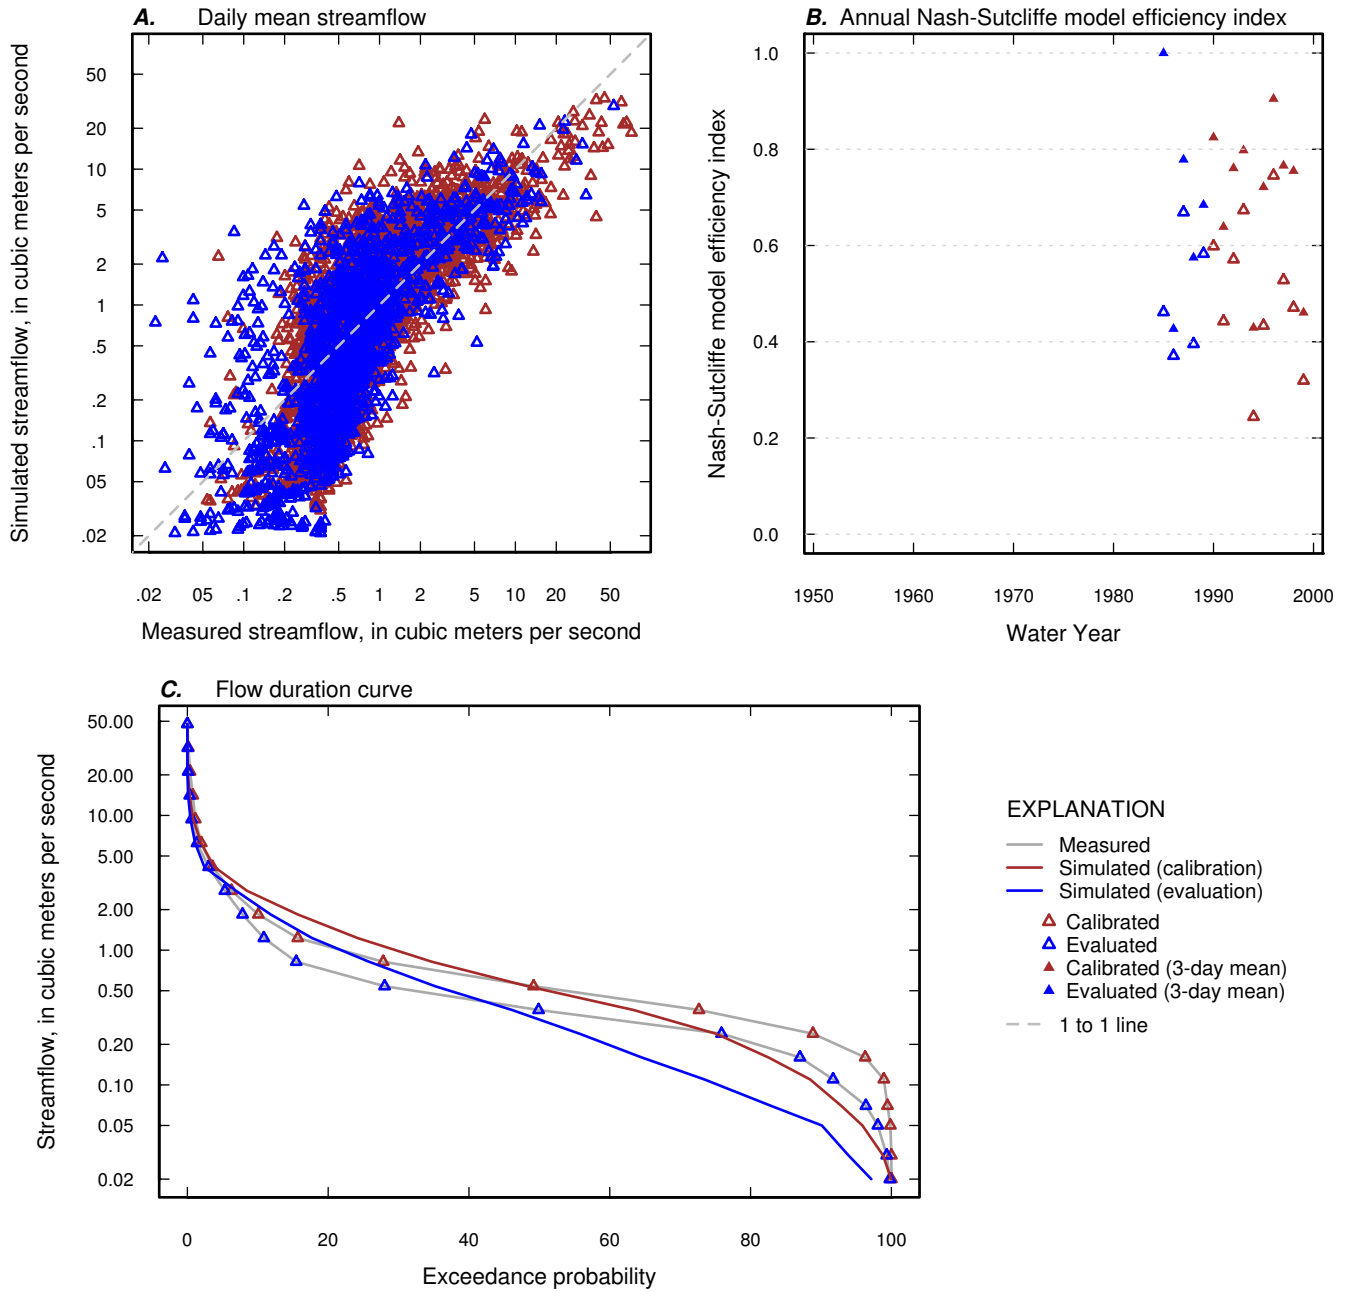 A. Daily mean streamflow
Simulated streamflow, in cubic meters per second
50
20
10
5
2
1
.5
.2
.1
.05
.02
.02 05 .1 .2 .5 1 2 5 10 20 50
Measured streamflow, in cubic meters per second
B. Annual Nash-Sutcliffe model efficiency index
Nash-Sutcliffe model efficiency index
1.0
0.8
0.6
0.4
0.2
0.0
1950 1960 1970 1980 1990 2000
Water Year
C. Flow duration curve
Streamflow, in cubic meters per second
50.00
20.00
10.00
5.00
2.00
1.00
0.50
0.20
0.10
0.05
0.02
0 20 40 60 80 100
Exceedance probability
EXPLANATION
Measured
Simulated (calibration)
Simulated (evaluation)
Calibrated
Evaluated
Calibrated (3-day mean)
Evaluated (3-day mean)
1 to 1 line